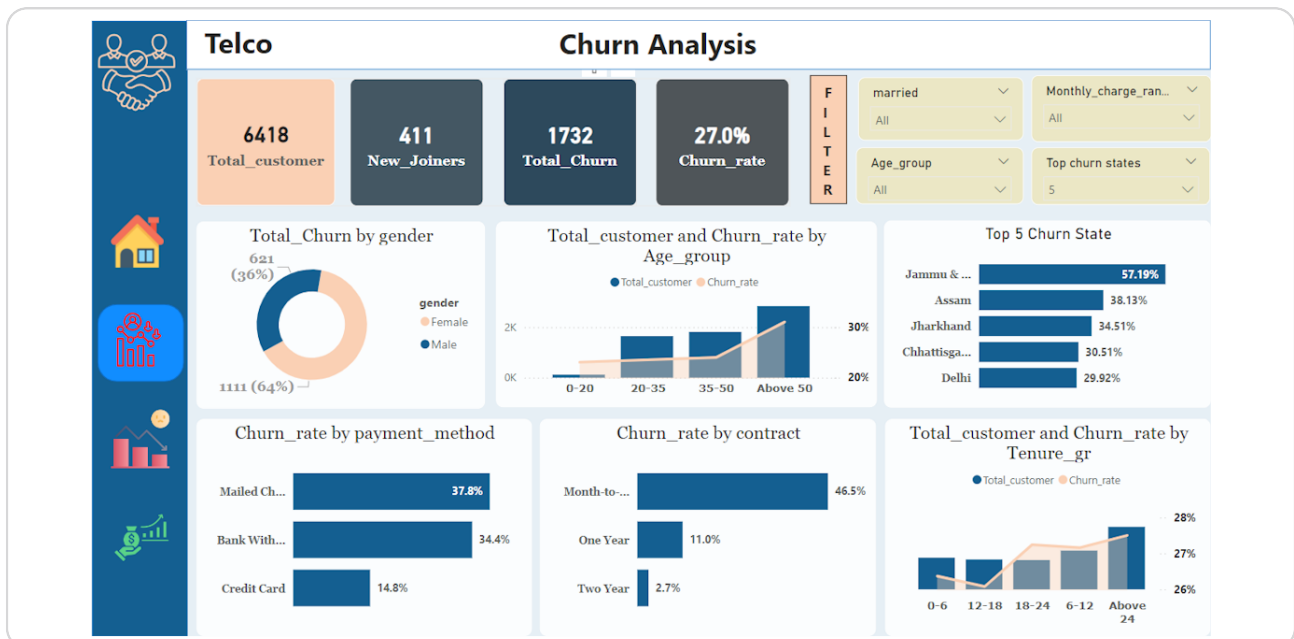 Telco
Churn Analysis
6418
Total_customer
411
New_Joiners
1732
Total_Churn
27.0%
Churn_rate
F
I
L
T
E
R
married
All
Monthly_charge_ran...
All
Age_group
All
Top churn states
5
Total_Churn by gender
621
(36%)
1111 (64%)
gender
Female
Male
Total_customer and Churn_rate by
Age_group
Total_customer Churn_rate
2K
0K
30%
20%
0-20 20-35 35-50 Above 50
Top 5 Churn State
Jammu & ... 57.19%
Assam 38.13%
Jharkhand 34.51%
Chhattisga... 30.51%
Delhi 29.92%
Churn_rate by payment_method
Mailed Ch... 37.8%
Bank With... 34.4%
Credit Card 14.8%
Churn_rate by contract
Month-to-... 46.5%
One Year 11.0%
Two Year 2.7%
Total_customer and Churn_rate by
Tenure_gr
Total_customer Churn_rate
28%
27%
26%
0-6 12-18 18-24 6-12 Above
24